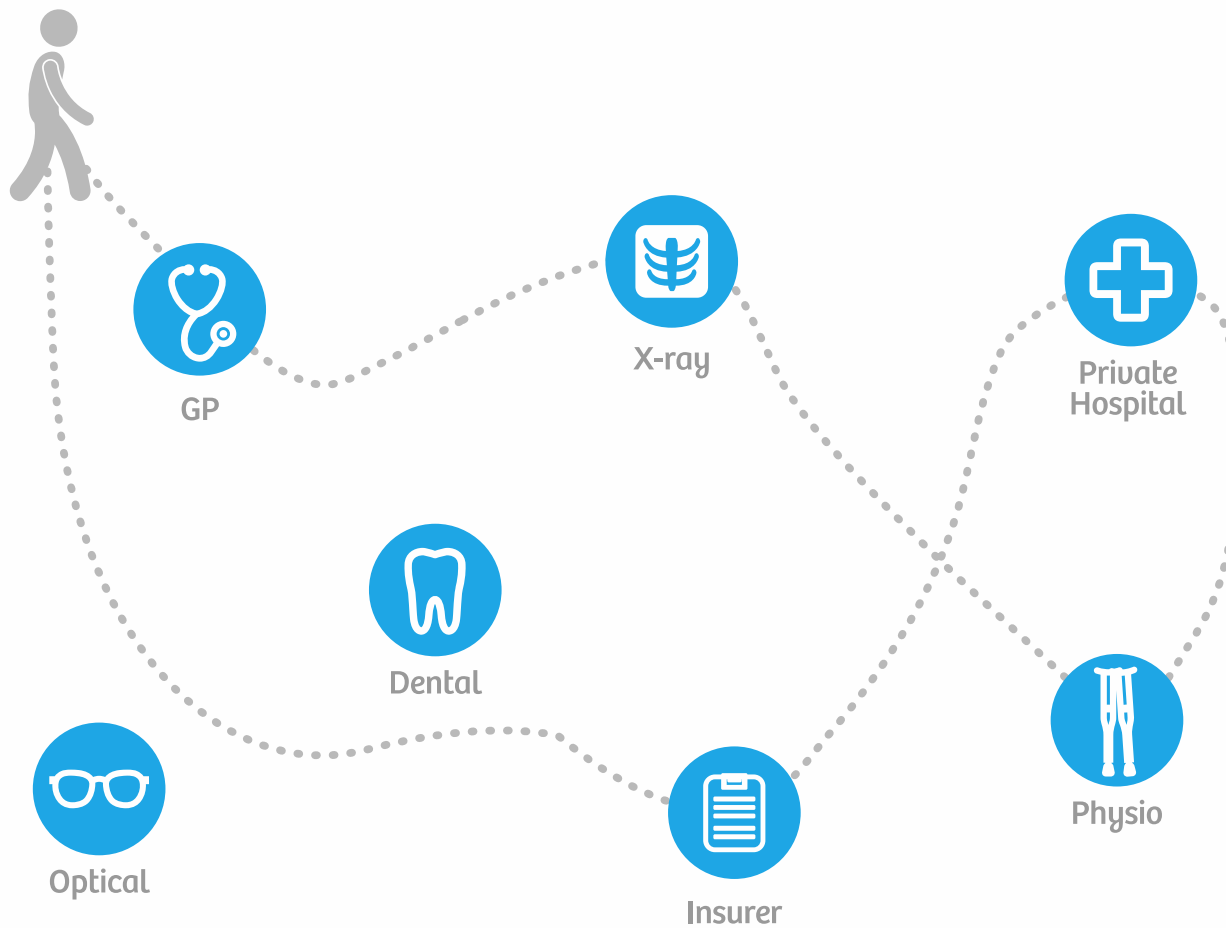 X-ray
Private
Hospital
GP
Dental
Physio
Optical
Insurer